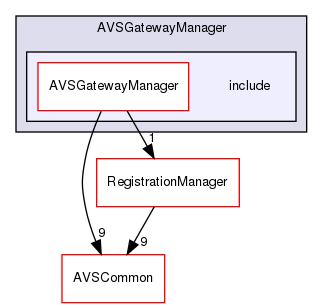 AVSGatewayManager
AVSGatewayManager
include
1
RegistrationManager
9
9
AVSCommon